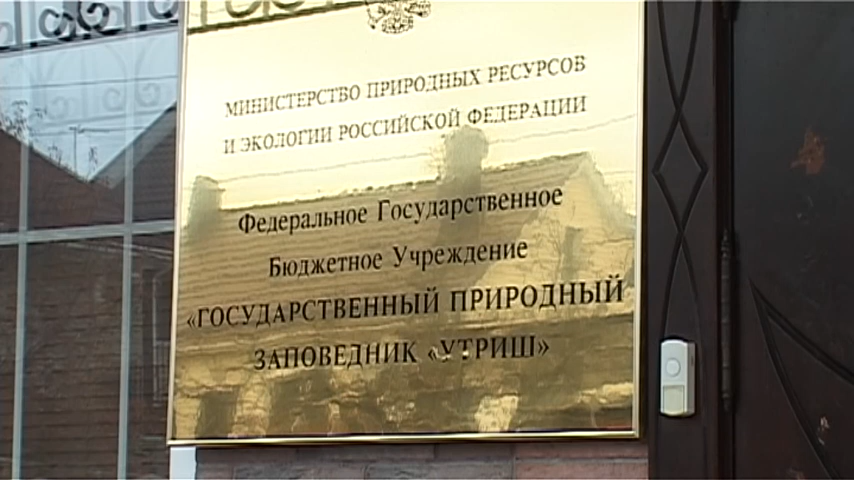 МИНИСТЕРСТВО ПРИРОДНЫХ РЕСУРСОВ
И ЭКОЛОГИИ РОССИЙСКОЙ ФЕДЕРАЦИИ
Федеральное Государственное
Бюджетное Учреждение
«ГОСУДАРСТВЕННЫЙ ПРИРОДНЫЙ
ЗАПОВЕДНИК «УТРИШ»